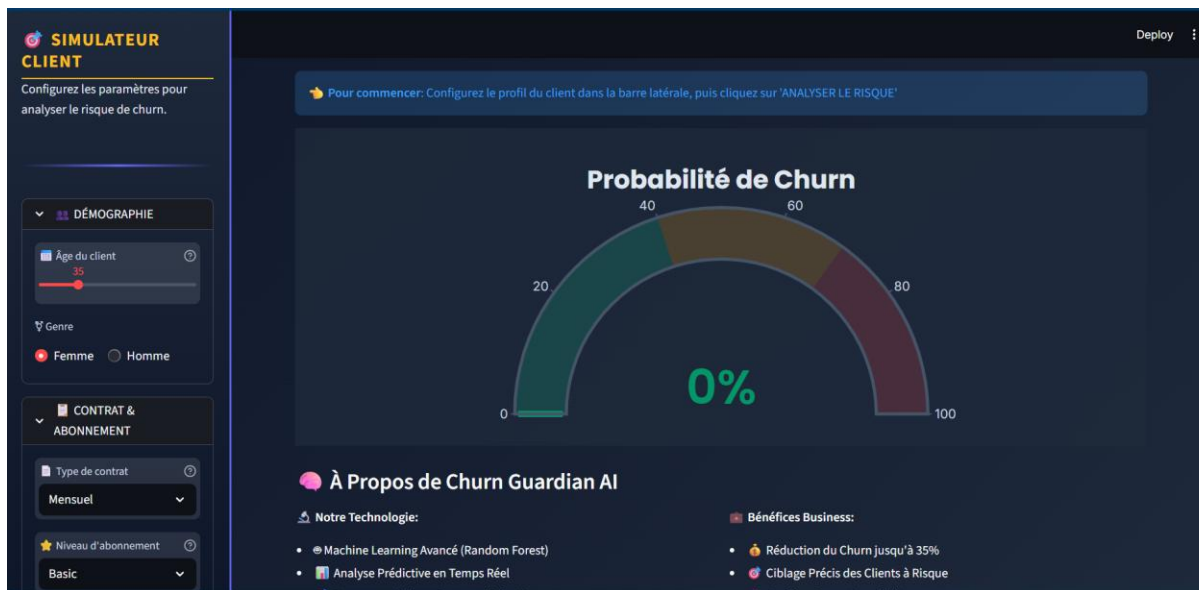 🎯 SIMULATEUR
CLIENT
Configurez les paramètres pour
analyser le risque de churn.
👥 DÉMOGRAPHIE
📅 Âge du client
35
⚧ Genre
Femme Homme
📋 CONTRAT &
ABONNEMENT
📄 Type de contrat
Mensuel
⭐ Niveau d'abonnement
Basic
Deploy
👈 Pour commencer: Configurez le profil du client dans la barre latérale, puis cliquez sur 'ANALYSER LE RISQUE'
Probabilité de Churn
0
20
40
60
80
100
0%
🧠 À Propos de Churn Guardian AI
🔬 Notre Technologie:
• Machine Learning Avancé (Random Forest)
• 📊 Analyse Prédictive en Temps Réel
💼 Bénéfices Business:
• 💰 Réduction du Churn jusqu'à 35%
• 🎯 Ciblage Précis des Clients à Risque